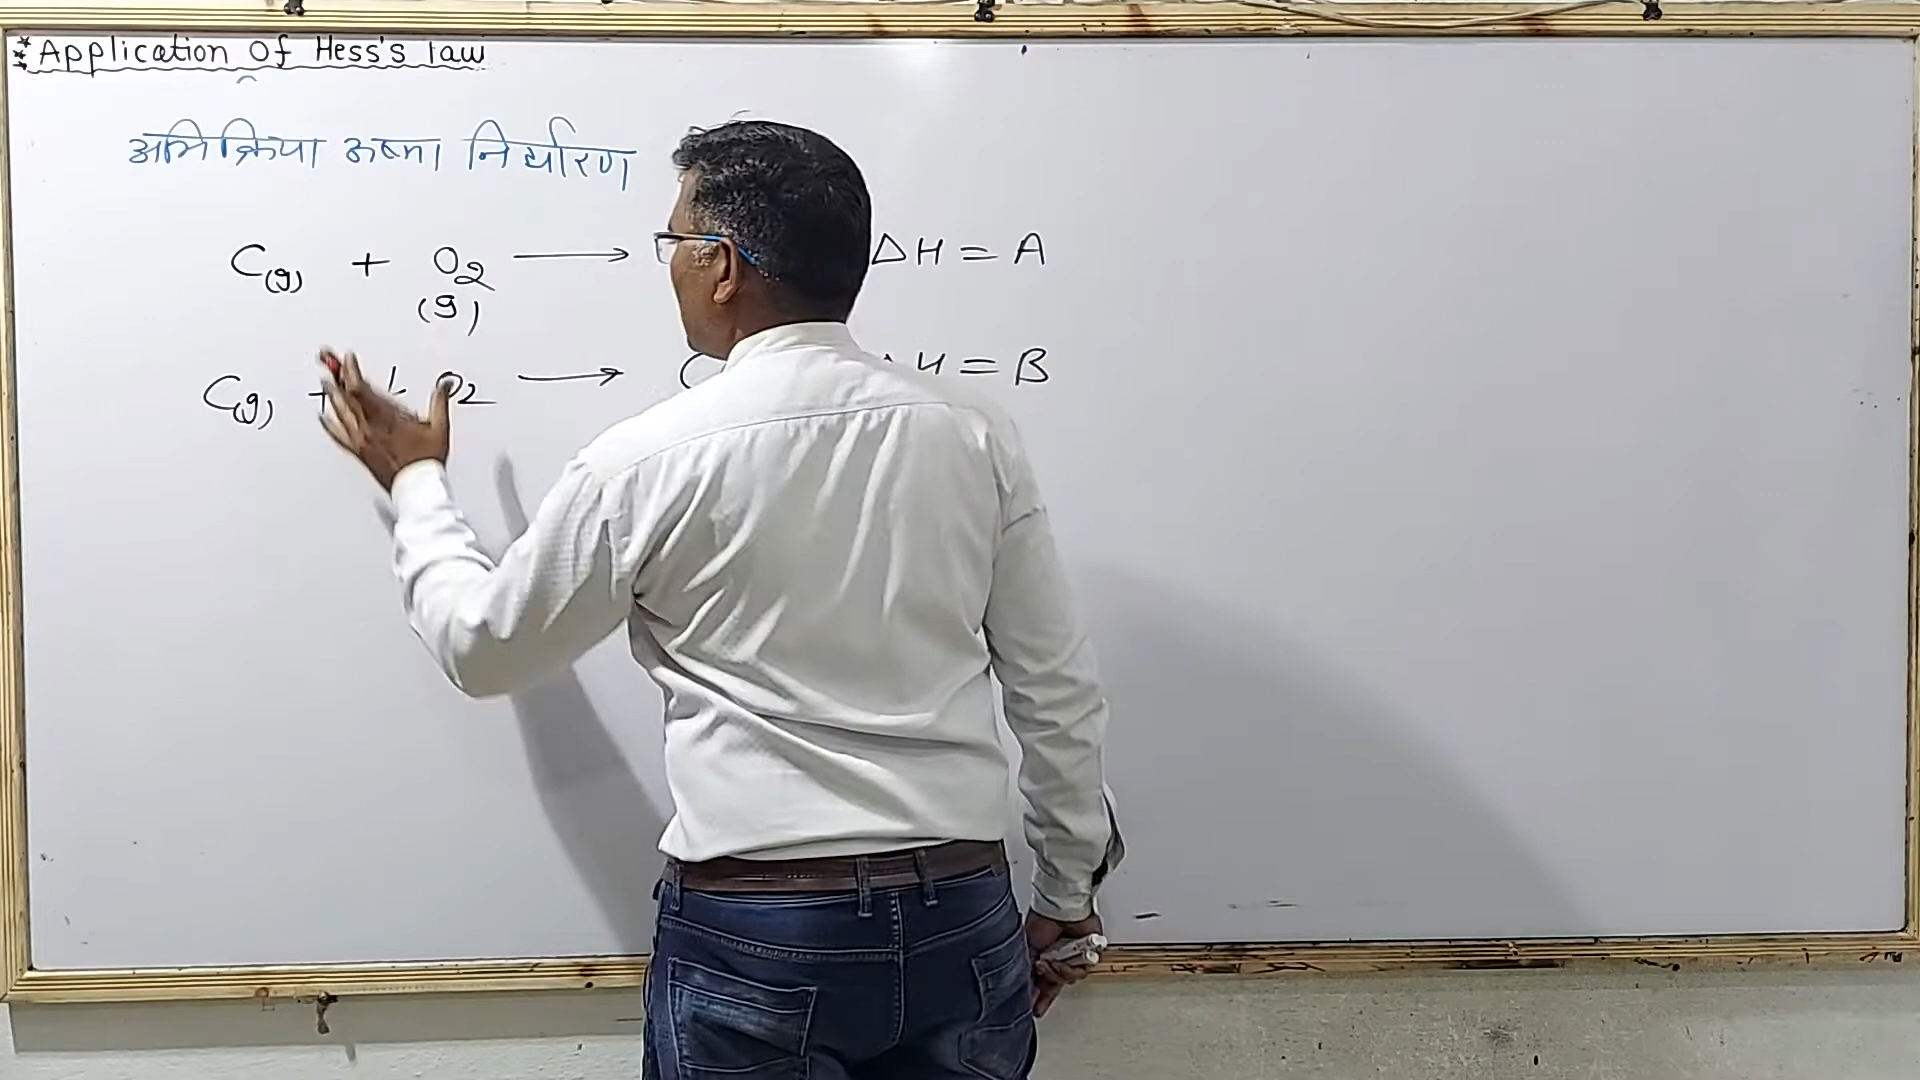 Application Of Hess's law
अभिक्रिया ऊष्मा निर्धारण
C(g) + O2 ⟶ ΔH = A
(g)
C(g) + O2 ⟶ C H = B